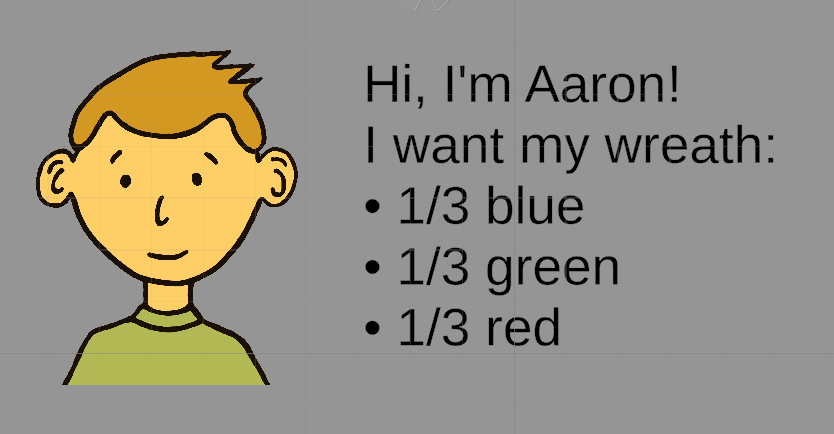 Hi, I'm Aaron!
I want my wreath:
• 1/3 blue
• 1/3 green
• 1/3 red